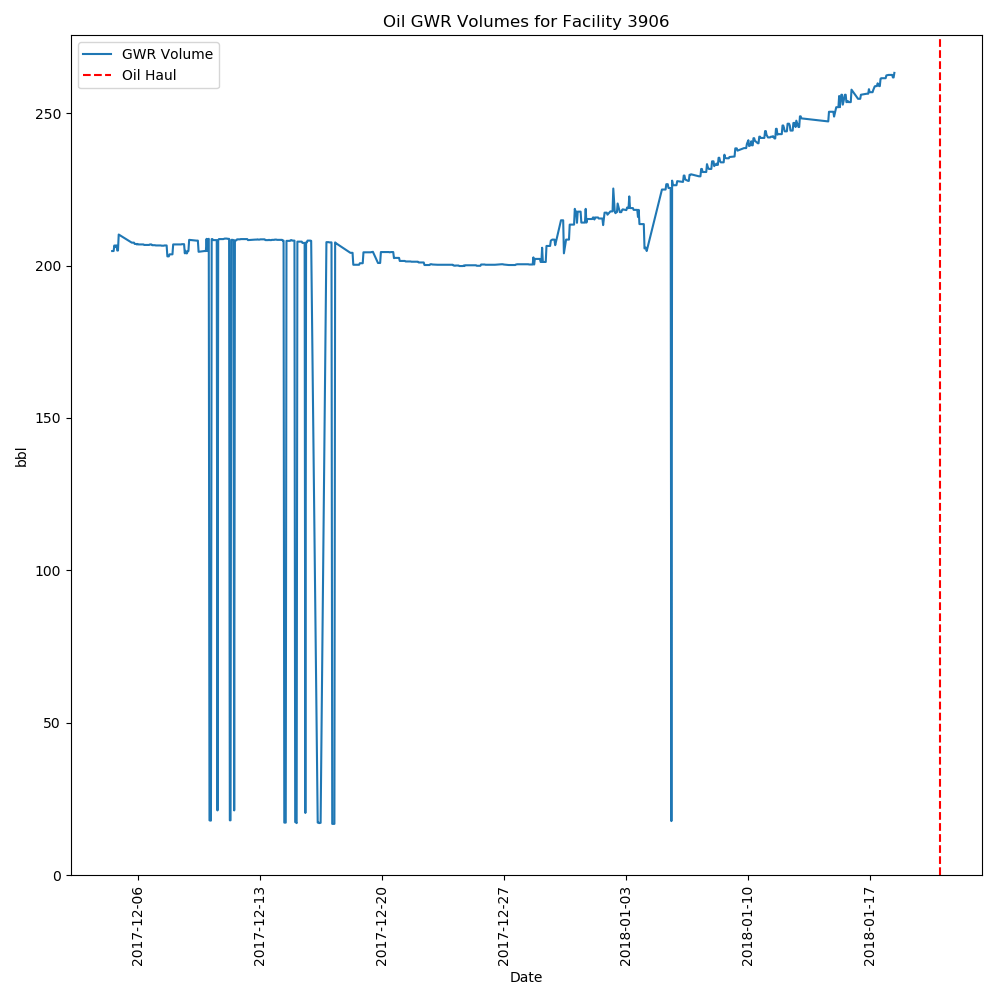 Oil GWR Volumes for Facility 3906
GWR Volume
Oil Haul
250
200
150
100
50
0
bbl
2017-12-06
2017-12-13
2017-12-20
2017-12-27
2018-01-03
2018-01-10
2018-01-17
Date